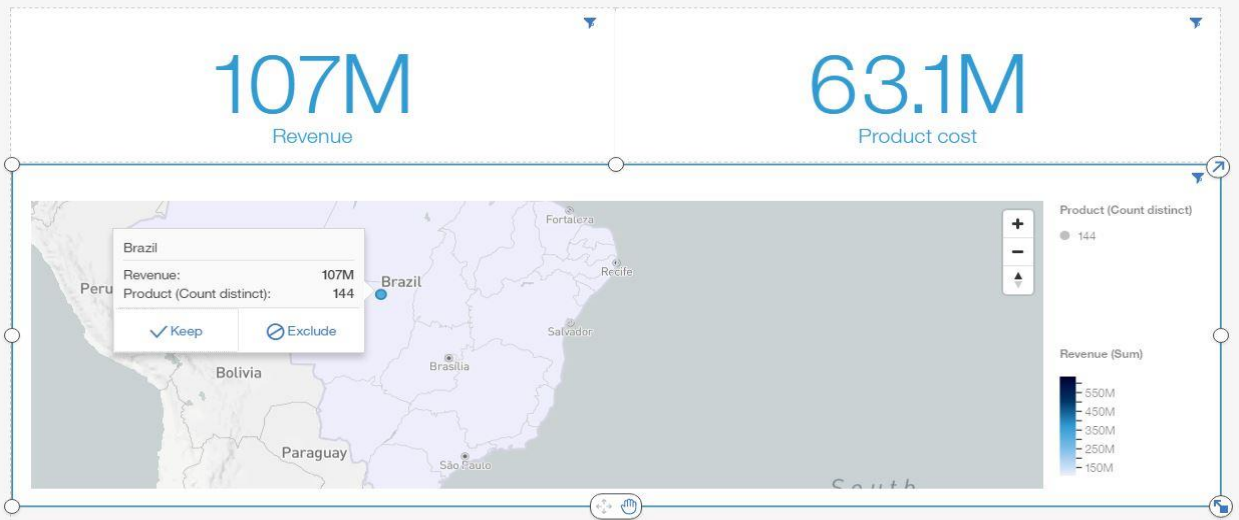 107M
Revenue
63.1M
Product cost
Brazil
Revenue: 107M
Product (Count distinct): 144
Keep
Exclude
Peru
Brazil
Bolivia
Paraguay
Fortaleza
Recife
Salvador
Brasília
São Paulo
South
+
−
Product (Count distinct)
144
Revenue (Sum)
550M
450M
350M
250M
150M